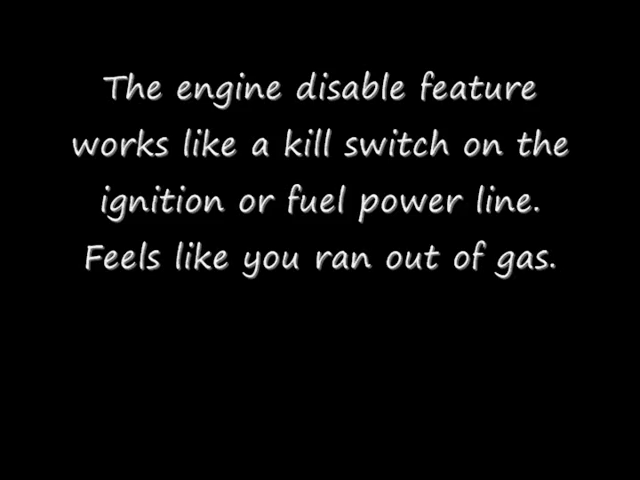 The engine disable feature
works like a kill switch on the
ignition or fuel power line.
Feels like you ran out of gas.